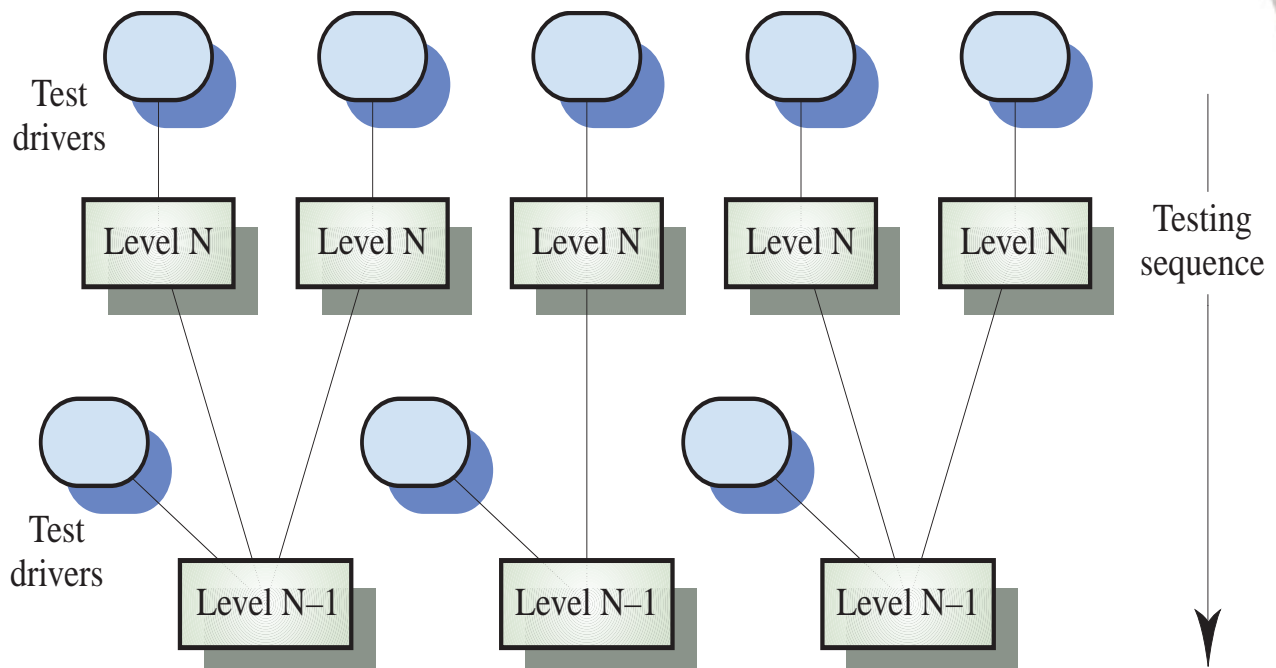 Test
drivers
Level N
Level N
Level N
Level N
Level N
Testing
sequence
Test
drivers
Level N–1
Level N–1
Level N–1